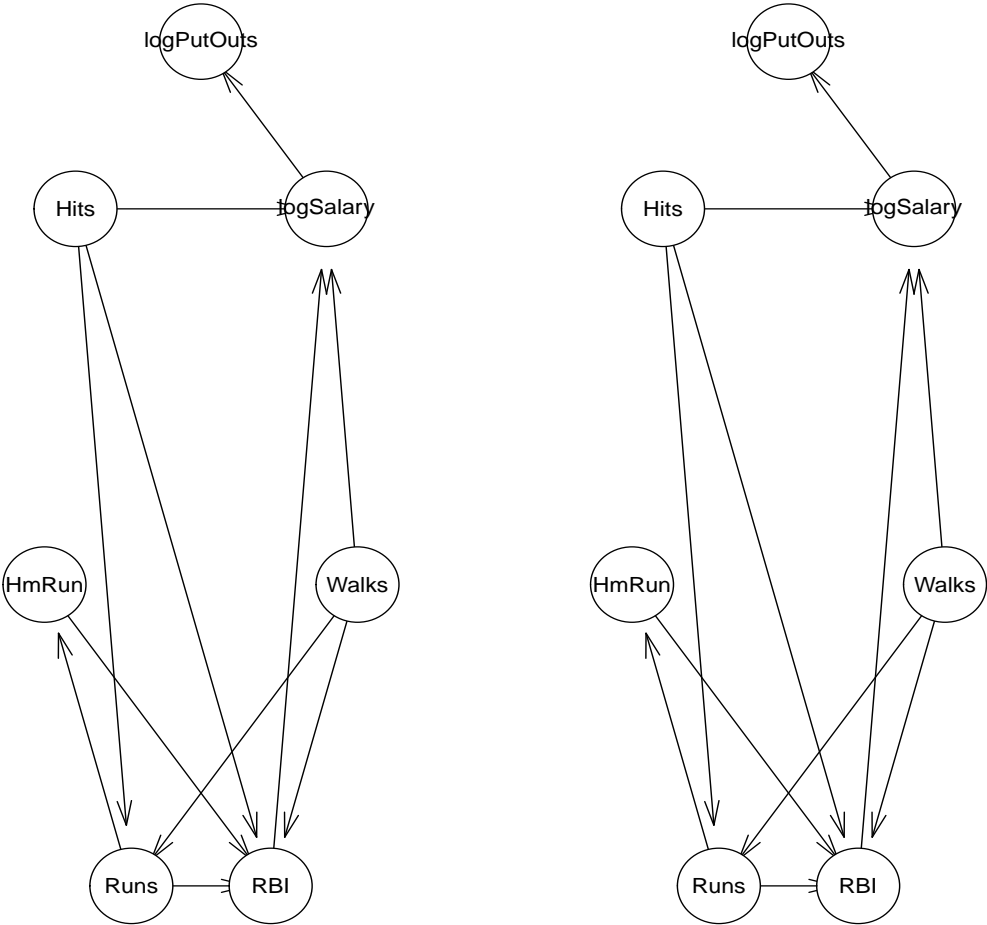 logPutOuts
logPutOuts
Hits
logSalary
Hits
logSalary
HmRun
Walks
HmRun
Walks
Runs
RBI
Runs
RBI